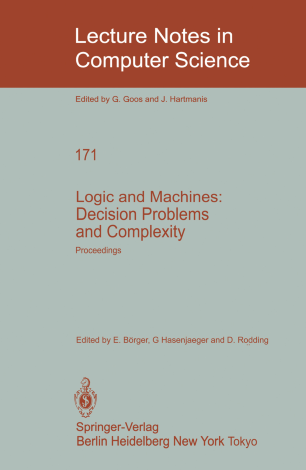 Lecture Notes in
Computer Science
Edited by G. Goos and J. Hartmanis
171
Logic and Machines:
Decision Problems
and Complexity
Proceedings
Edited by E. Börger, G Hasenjaeger and D. Rodding
Springer-Verlag
Berlin Heidelberg New York Tokyo